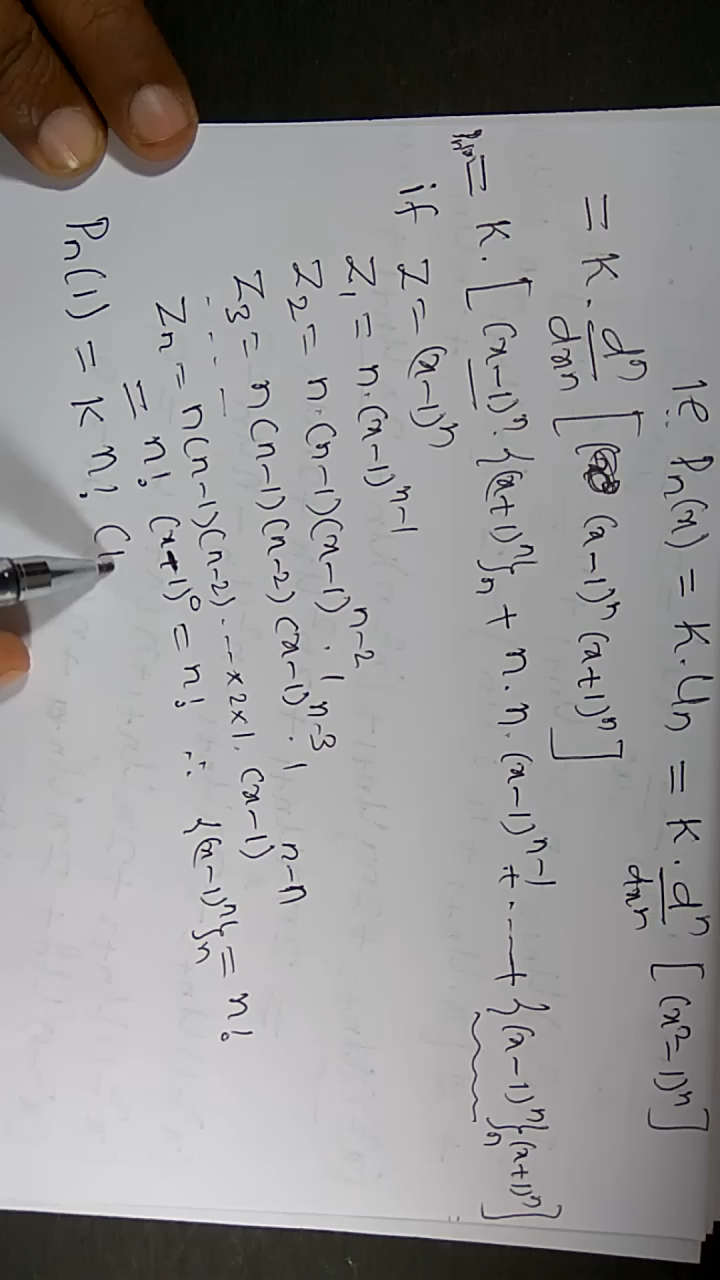 ie Pn(x) = K.Un = K.dⁿ/dxⁿ [(x²-1)ⁿ]
= K.dⁿ/dxⁿ [(x-1)ⁿ(x+1)ⁿ]
Pn(x) = K.[(x-1)ⁿ.{(x+1)ⁿ}n + n.n.(x-1)ⁿ⁻¹ + ---+ {(x-1)ⁿ}n(x+1)ⁿ]
if Z = (x-1)ⁿ
Z₁ = n.(x-1)ⁿ⁻¹
Z₂ = n.(n-1)(x-1)ⁿ⁻².1
Z₃ = n(n-1)(n-2)(x-1)ⁿ⁻³.1
Zn = n(n-1)(n-2)---x2x1.(x-1)ⁿ⁻ⁿ
= n! (x+1)⁰ = n! ∴ {(x-1)ⁿ}n = n!
Pn(1) = K n! (1